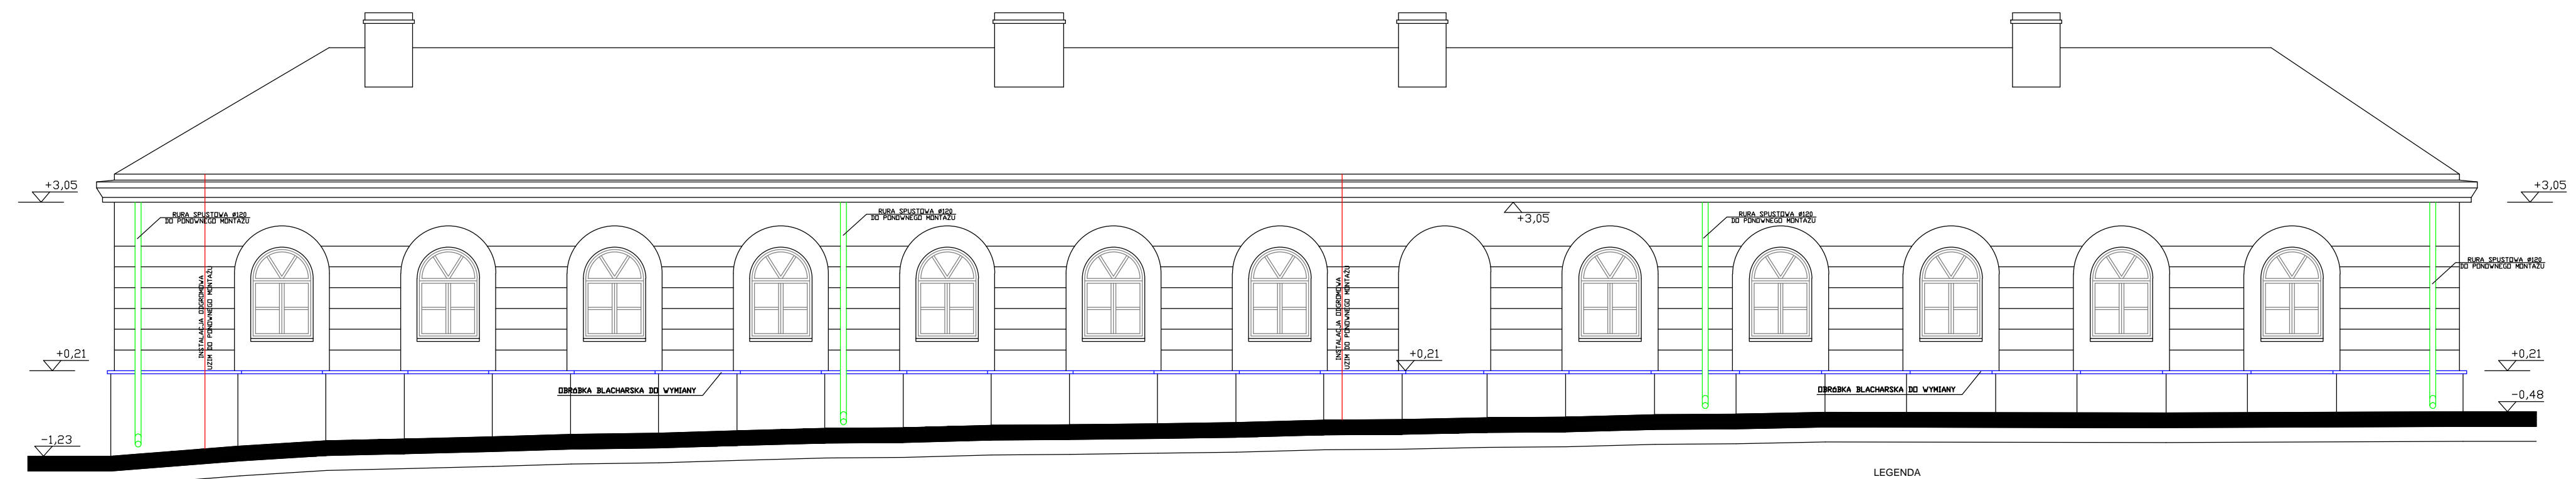 +3,05
+3,05
RURA SPUSTOWA ø120
DO PONOWNEGO MONTAŻU
RURA SPUSTOWA ø120
DO PONOWNEGO MONTAŻU
+3,05
RURA SPUSTOWA ø120
DO PONOWNEGO MONTAŻU
RURA SPUSTOWA ø120
DO PONOWNEGO MONTAŻU
INSTALACJA ODGROMOWA
UZIM DO PONOWNEGO MONTAŻU
INSTALACJA ODGROMOWA
UZIM DO PONOWNEGO MONTAŻU
+0,21
+0,21
+0,21
OBRóBKA BLACHARSKA DO WYMIANY
OBRóBKA BLACHARSKA DO WYMIANY
-0,48
-1,23
LEGENDA